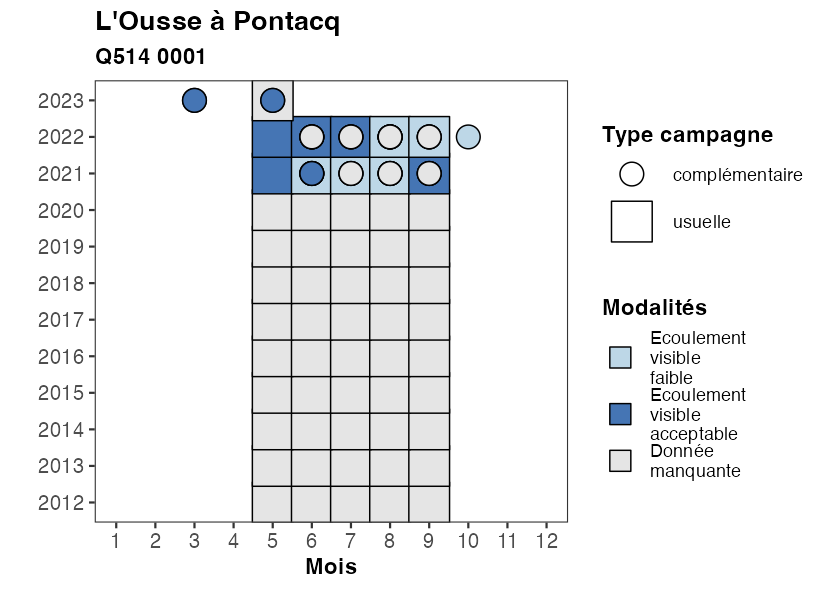 L'Ousse à Pontacq
Q514 0001
2023
2022
2021
2020
2019
2018
2017
2016
2015
2014
2013
2012
1 2 3 4 5 6 7 8 9 10 11 12
Mois
Type campagne
complémentaire
usuelle
Modalités
Ecoulement
visible
faible
Ecoulement
visible
acceptable
Donnée
manquante